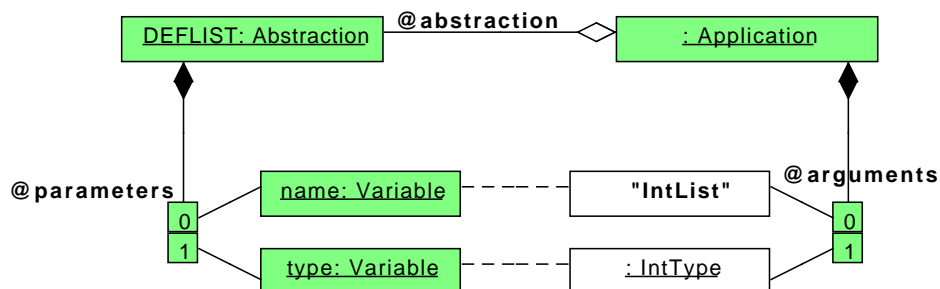 @abstraction
DEFLIST: Abstraction
: Application
@parameters
name: Variable
"IntList"
@arguments
0
0
1
type: Variable
: IntType
1